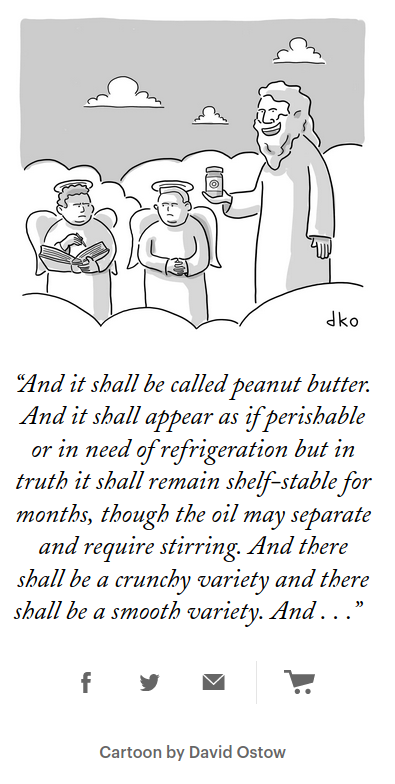 dko
“And it shall be called peanut butter.
And it shall appear as if perishable
or in need of refrigeration but in
truth it shall remain shelf-stable for
months, though the oil may separate
and require stirring. And there
shall be a crunchy variety and there
shall be a smooth variety. And . . .”
Cartoon by David Ostow